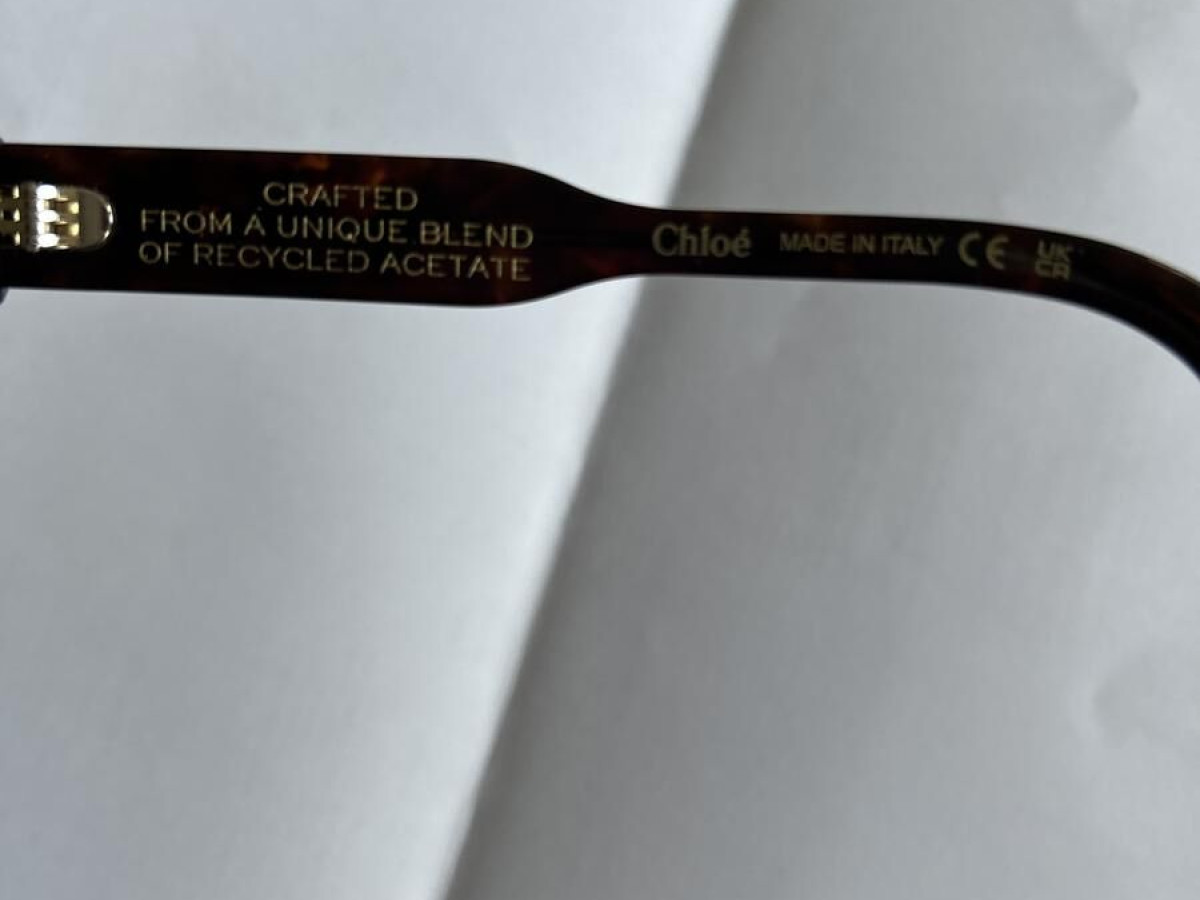 CRAFTED
FROM A UNIQUE BLEND
OF RECYCLED ACETATE
Chloé MADE IN ITALY CE UK
CA